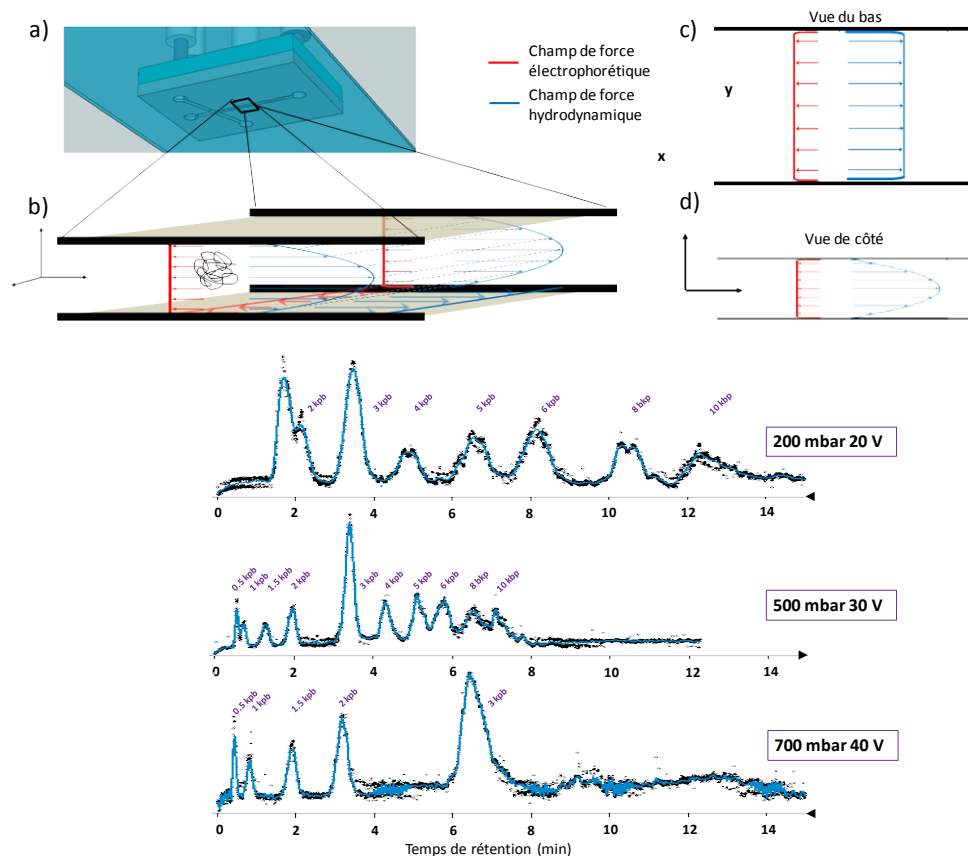 a)
Champ de force
électrophorétique
Champ de force
hydrodynamique
c)
Vue du bas
y
x
b)
d)
Vue de côté
2 kpb
3 kpb
4 kpb
5 kpb
6 kpb
8 bkp
10 kbp
200 mbar 20 V
0
2
4
6
8
10
12
14
0.5 kpb
1 kpb
1.5 kpb
2 kpb
3 kpb
4 kpb
5 kpb
6 kpb
8 bkp
10 kbp
500 mbar 30 V
0
2
4
6
8
10
12
14
0.5 kpb
1 kpb
1.5 kpb
2 kpb
3 kpb
700 mbar 40 V
0
2
4
6
8
10
12
14
Temps de rétention (min)